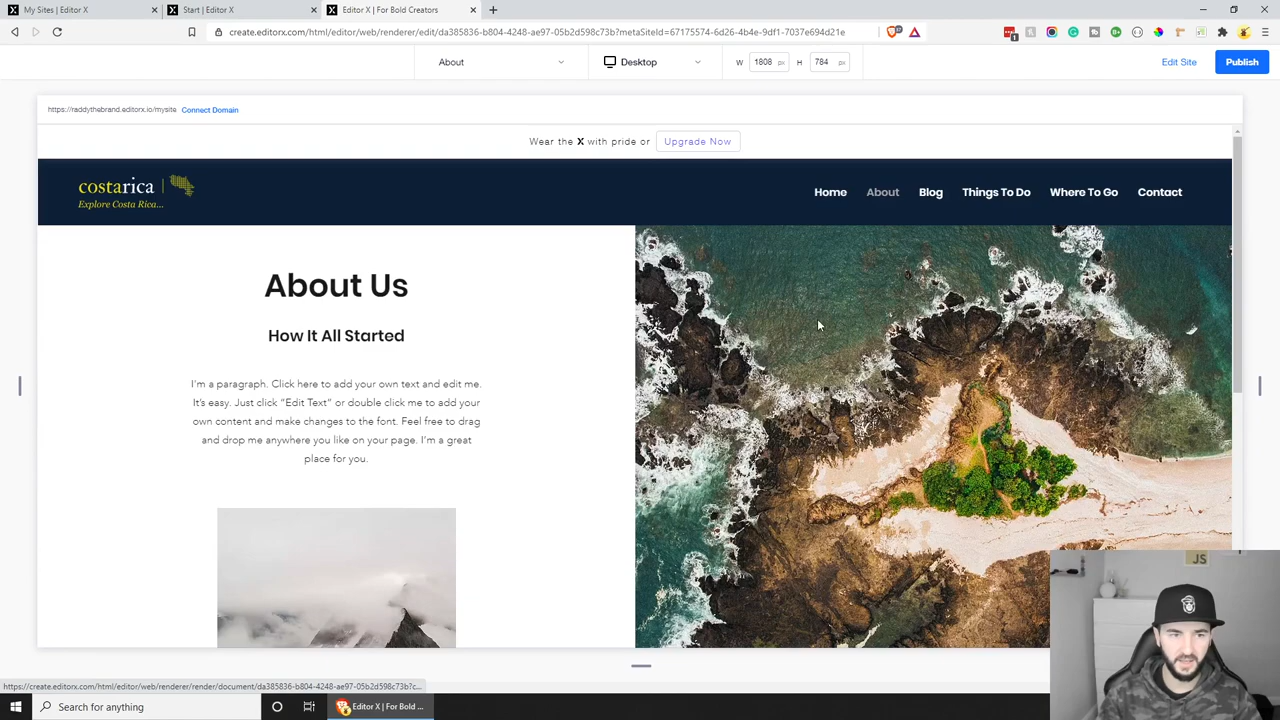 My Sites | Editor X
Start | Editor X
Editor X | For Bold Creators
create.editorx.com/html/editor/web/renderer/edit/da385836-b804-4248-ae97-05b2d598c73b?metaSiteId=67175574-6d26-4b4e-9df1-7037e694d21e
About
Desktop
W 1808 px H 784 px
Edit Site
Publish
https://raddythebrand.editorx.io/mysite Connect Domain
Wear the X with pride or Upgrade Now
costarica
Explore Costa Rica...
Home About Blog Things To Do Where To Go Contact
About Us
How It All Started
I'm a paragraph. Click here to add your own text and edit me.
It's easy. Just click “Edit Text” or double click me to add your
own content and make changes to the font. Feel free to drag
and drop me anywhere you like on your page. I'm a great
place for you.
JS
https://create.editorx.com/html/editor/web/renderer/render/document/da385836-b804-4248-ae97-05b2d598c73b?c...
Search for anything
Editor X | For Bold ...